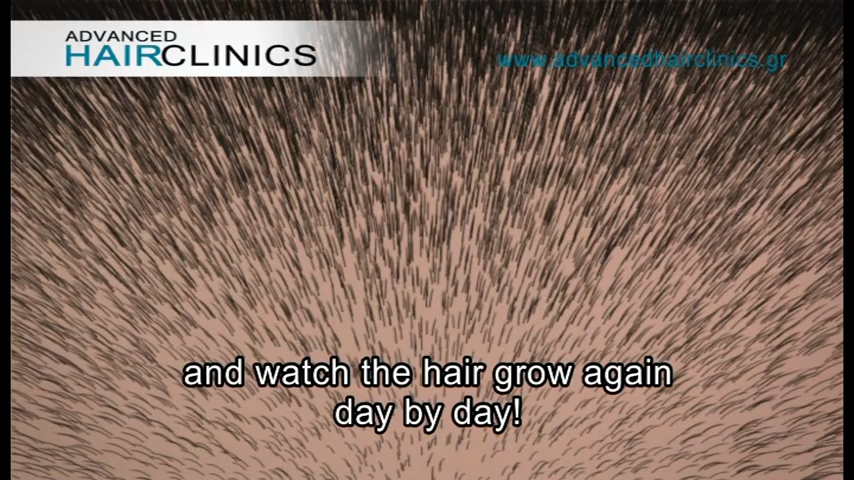 ADVANCED
HAIRCLINICS
www.advancedhairclinics.gr
and watch the hair grow again
day by day!